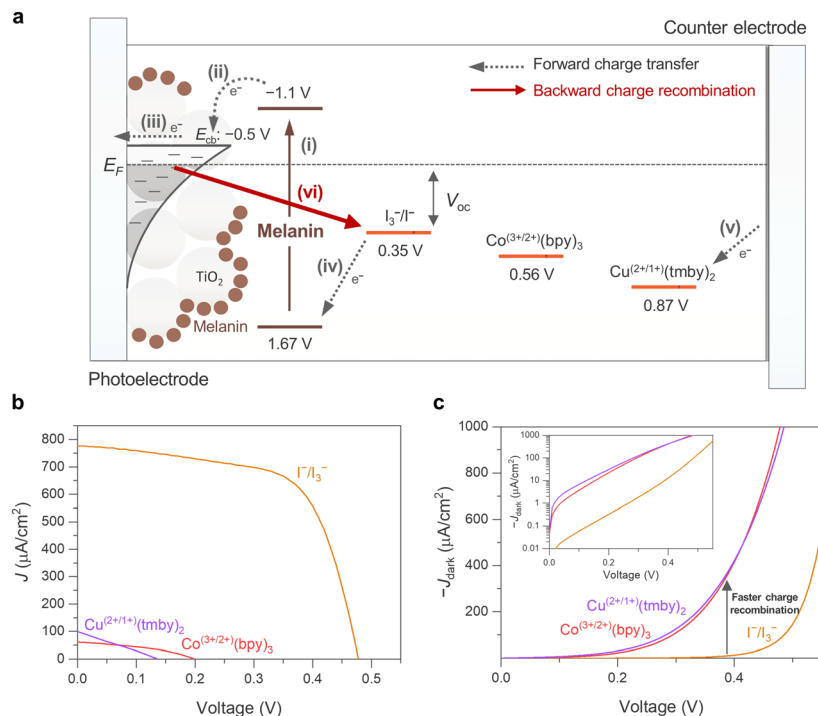 a
Counter electrode
(ii)
e⁻
−1.1 V
Forward charge transfer
Backward charge recombination
(iii) e⁻
E_cb: −0.5 V
(i)
E_F
(vi)
I₃⁻/I⁻
V_oc
Melanin
0.35 V
Co⁽³⁺/²⁺⁾(bpy)₃
(v)
e⁻
(iv)
e⁻
0.56 V
Cu⁽²⁺/¹⁺⁾(tmby)₂
TiO₂
0.87 V
Melanin
1.67 V
Photoelectrode
b
800
700
600
500
400
300
200
100
0
J (µA/cm²)
I⁻/I₃⁻
Cu⁽²⁺/¹⁺⁾(tmby)₂
Co⁽³⁺/²⁺⁾(bpy)₃
0.0 0.1 0.2 0.3 0.4 0.5
Voltage (V)
c
1000
800
600
400
200
−J_dark (µA/cm²)
1000
100
10
1
0.1
0.01
−J_dark (µA/cm²)
0.0 0.2 0.4
Voltage (V)
Faster charge
recombination
Cu⁽²⁺/¹⁺⁾(tmby)₂
Co⁽³⁺/²⁺⁾(bpy)₃
I⁻/I₃⁻
0.0 0.2 0.4
Voltage (V)